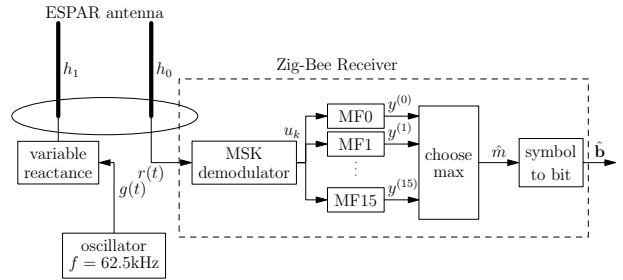 ESPAR antenna
Zig-Bee Receiver
h₁
h₀
MF0
y⁽⁰⁾
MF1
y⁽¹⁾
⋮
MF15
y⁽¹⁵⁾
u_k
variable
reactance
r(t)
g(t)
MSK
demodulator
choose
max
m̂
symbol
to bit
b̂
oscillator
f = 62.5kHz